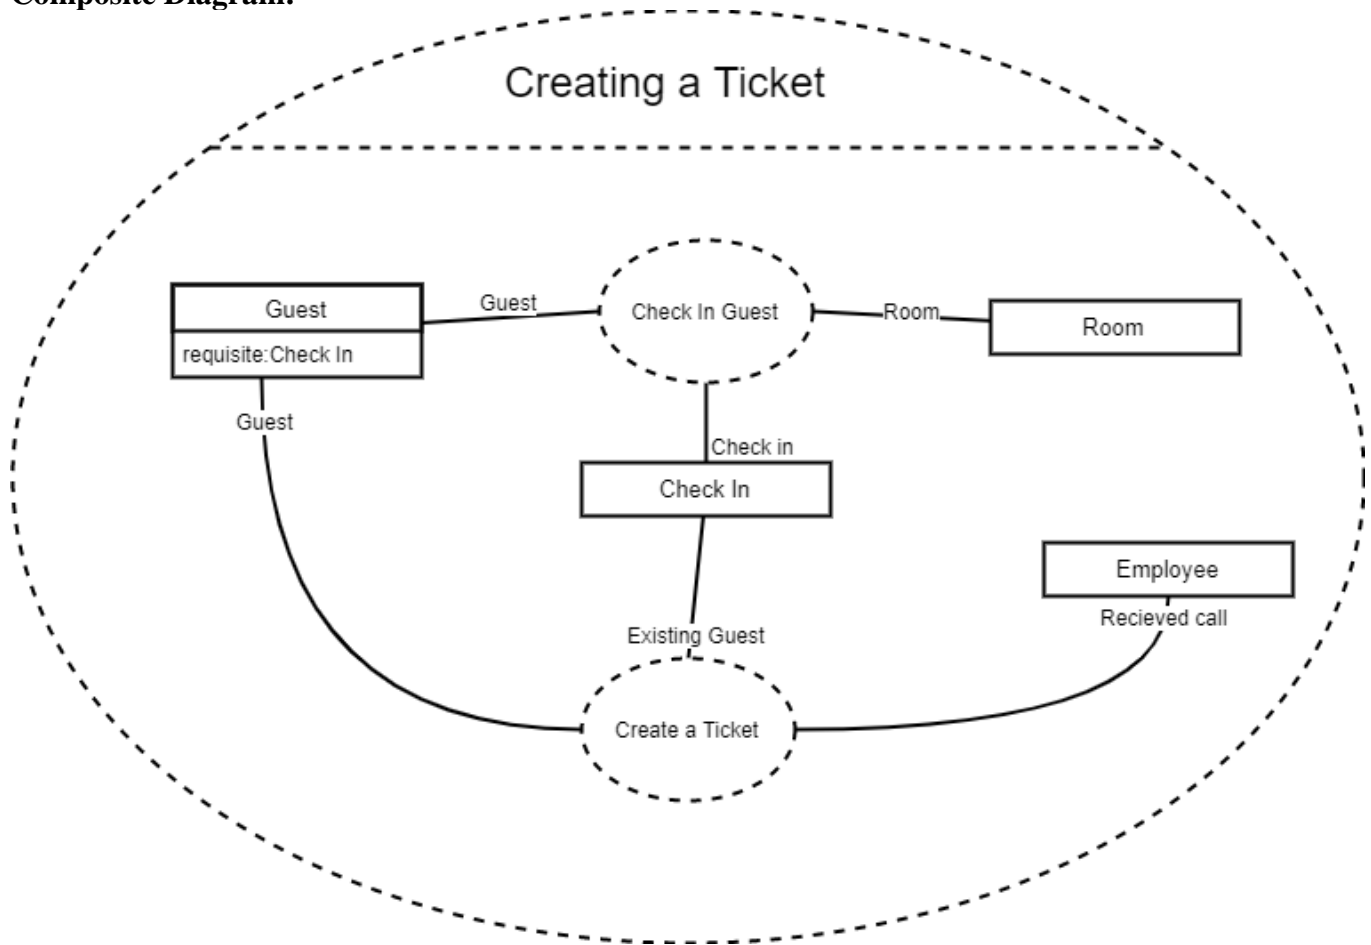 Composite Diagram:
Creating a Ticket
Guest
requisite:Check In
Guest
Check In Guest
Room
Room
Guest
Check in
Check In
Employee
Recieved call
Existing Guest
Create a Ticket